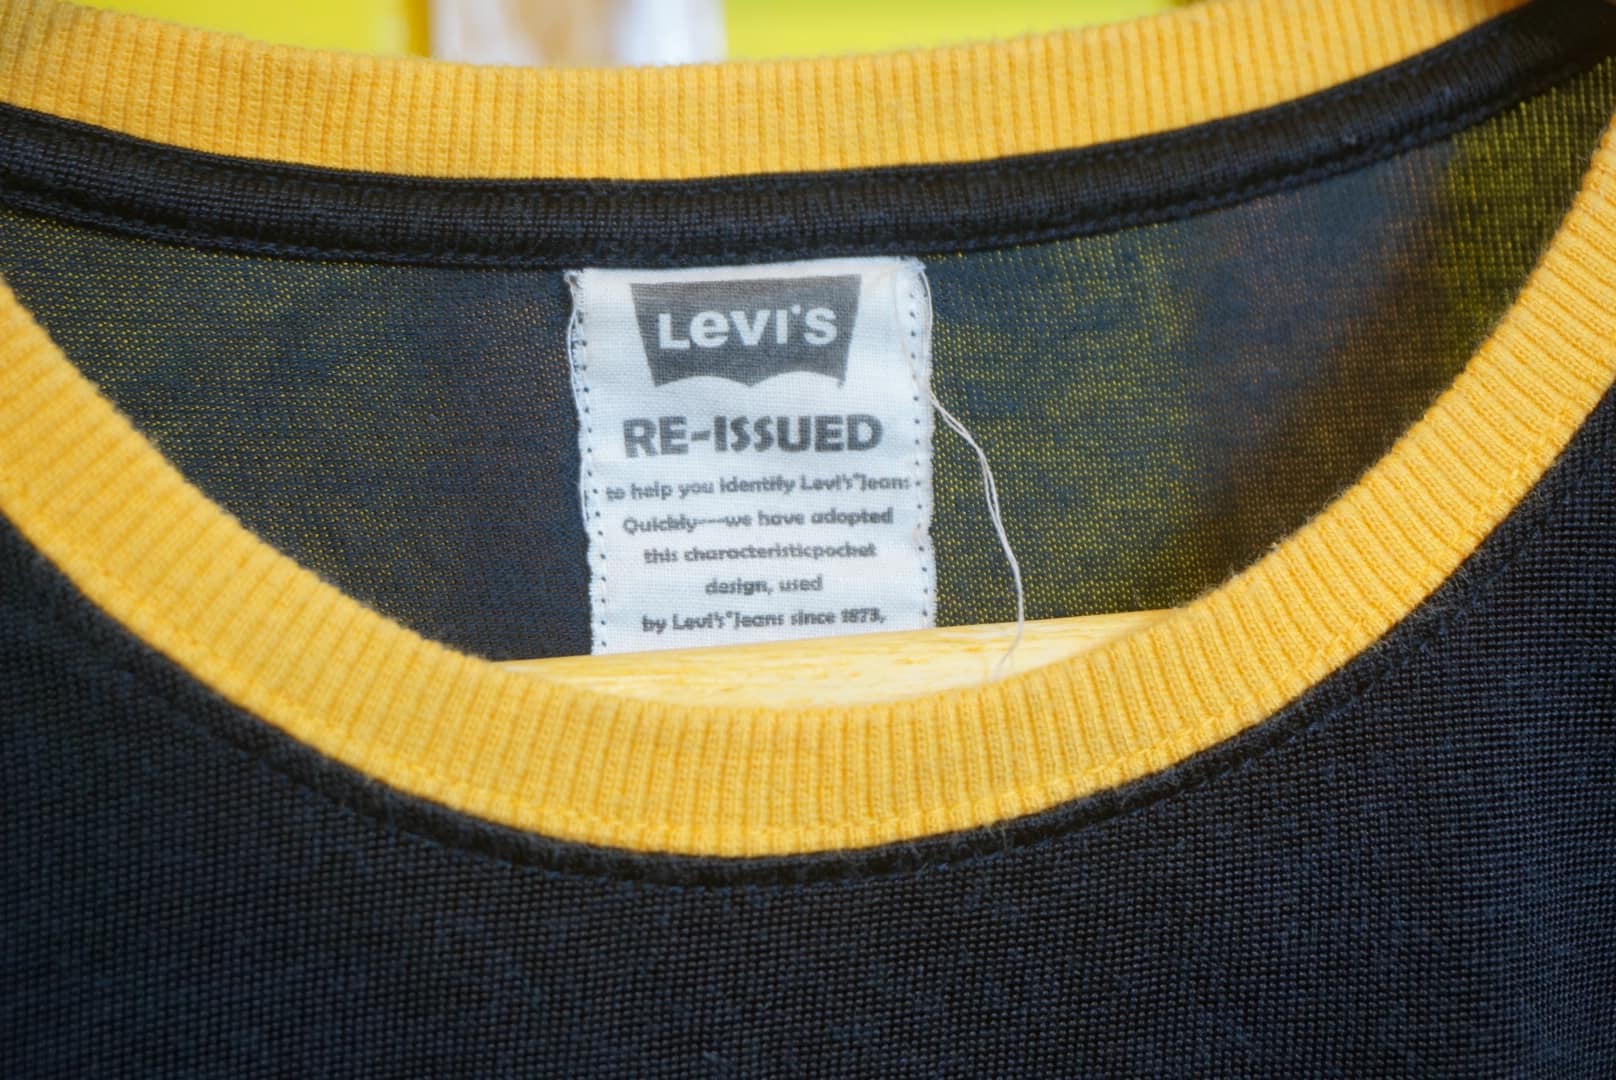 Levi's
RE-ISSUED
to help you identify Levi's®Jeans
Quickly---we have adopted
this characteristicpocket
design, used
by Levi's®Jeans since 1873,